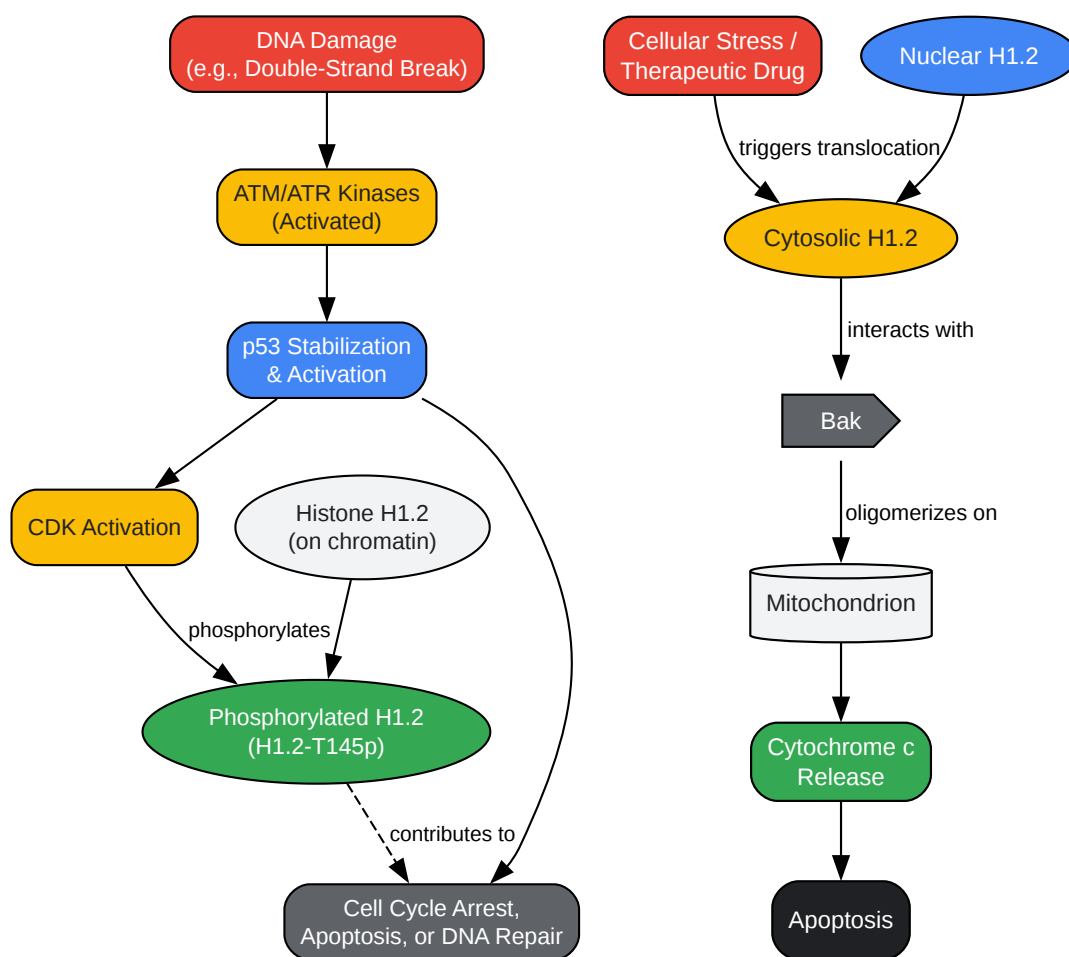 DNA Damage
(e.g., Double-Strand Break)
ATM/ATR Kinases
(Activated)
p53 Stabilization
& Activation
CDK Activation
Histone H1.2
(on chromatin)
phosphorylates
Phosphorylated H1.2
(H1.2-T145p)
contributes to
Cell Cycle Arrest,
Apoptosis, or DNA Repair
Cellular Stress /
Therapeutic Drug
Nuclear H1.2
triggers translocation
Cytosolic H1.2
interacts with
Bak
oligomerizes on
Mitochondrion
Cytochrome c
Release
Apoptosis